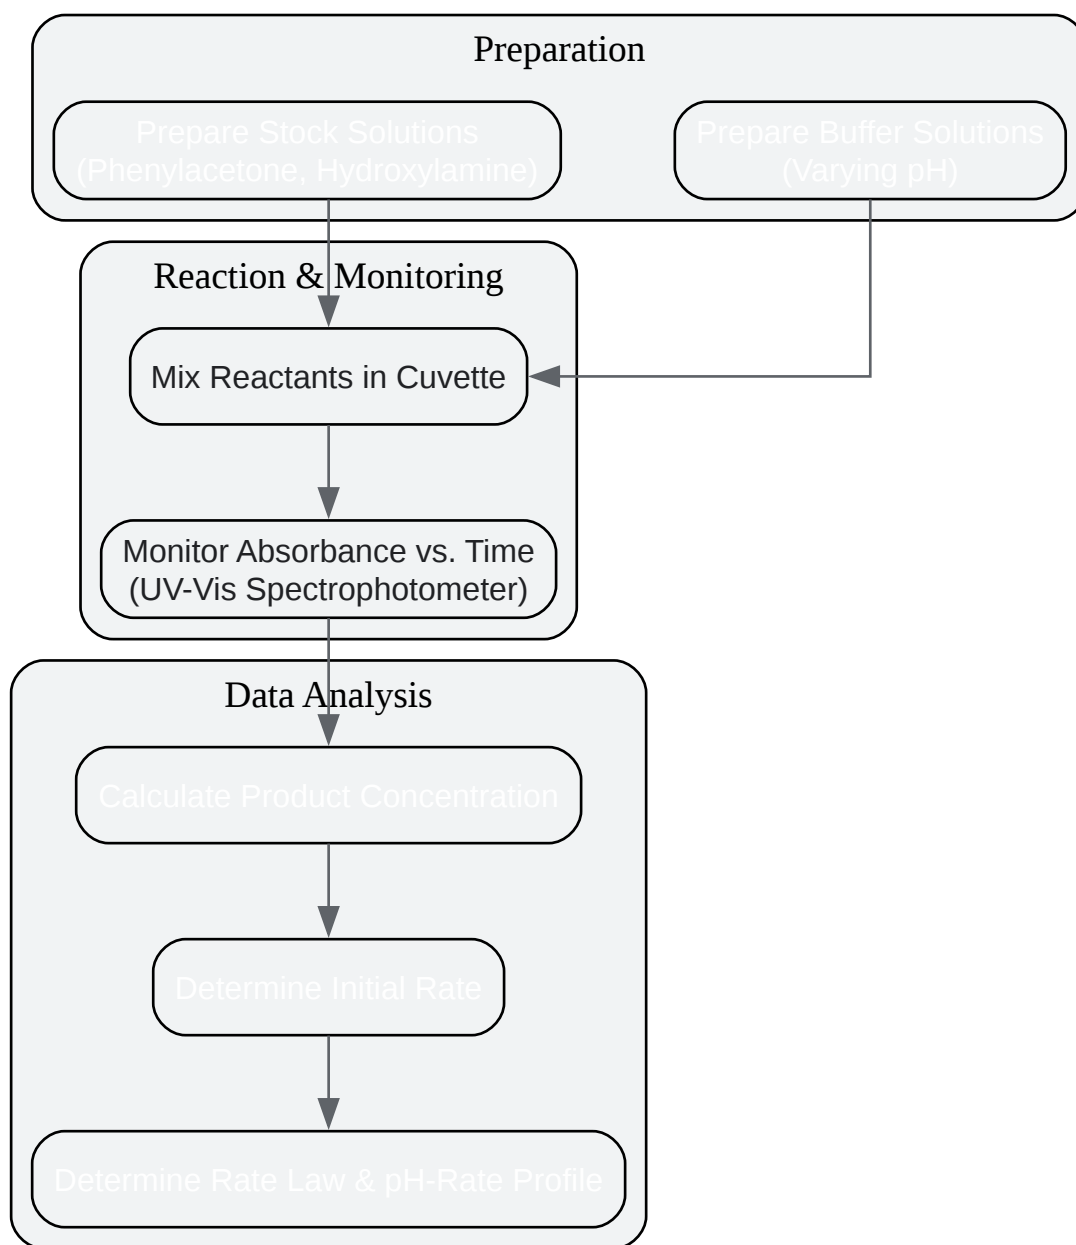 Preparation
Prepare Stock Solutions
(Phenylacetone, Hydroxylamine)
Prepare Buffer Solutions
(Varying pH)
Reaction & Monitoring
Mix Reactants in Cuvette
Monitor Absorbance vs. Time
(UV-Vis Spectrophotometer)
Data Analysis
Calculate Product Concentration
Determine Initial Rate
Determine Rate Law & pH-Rate Profile